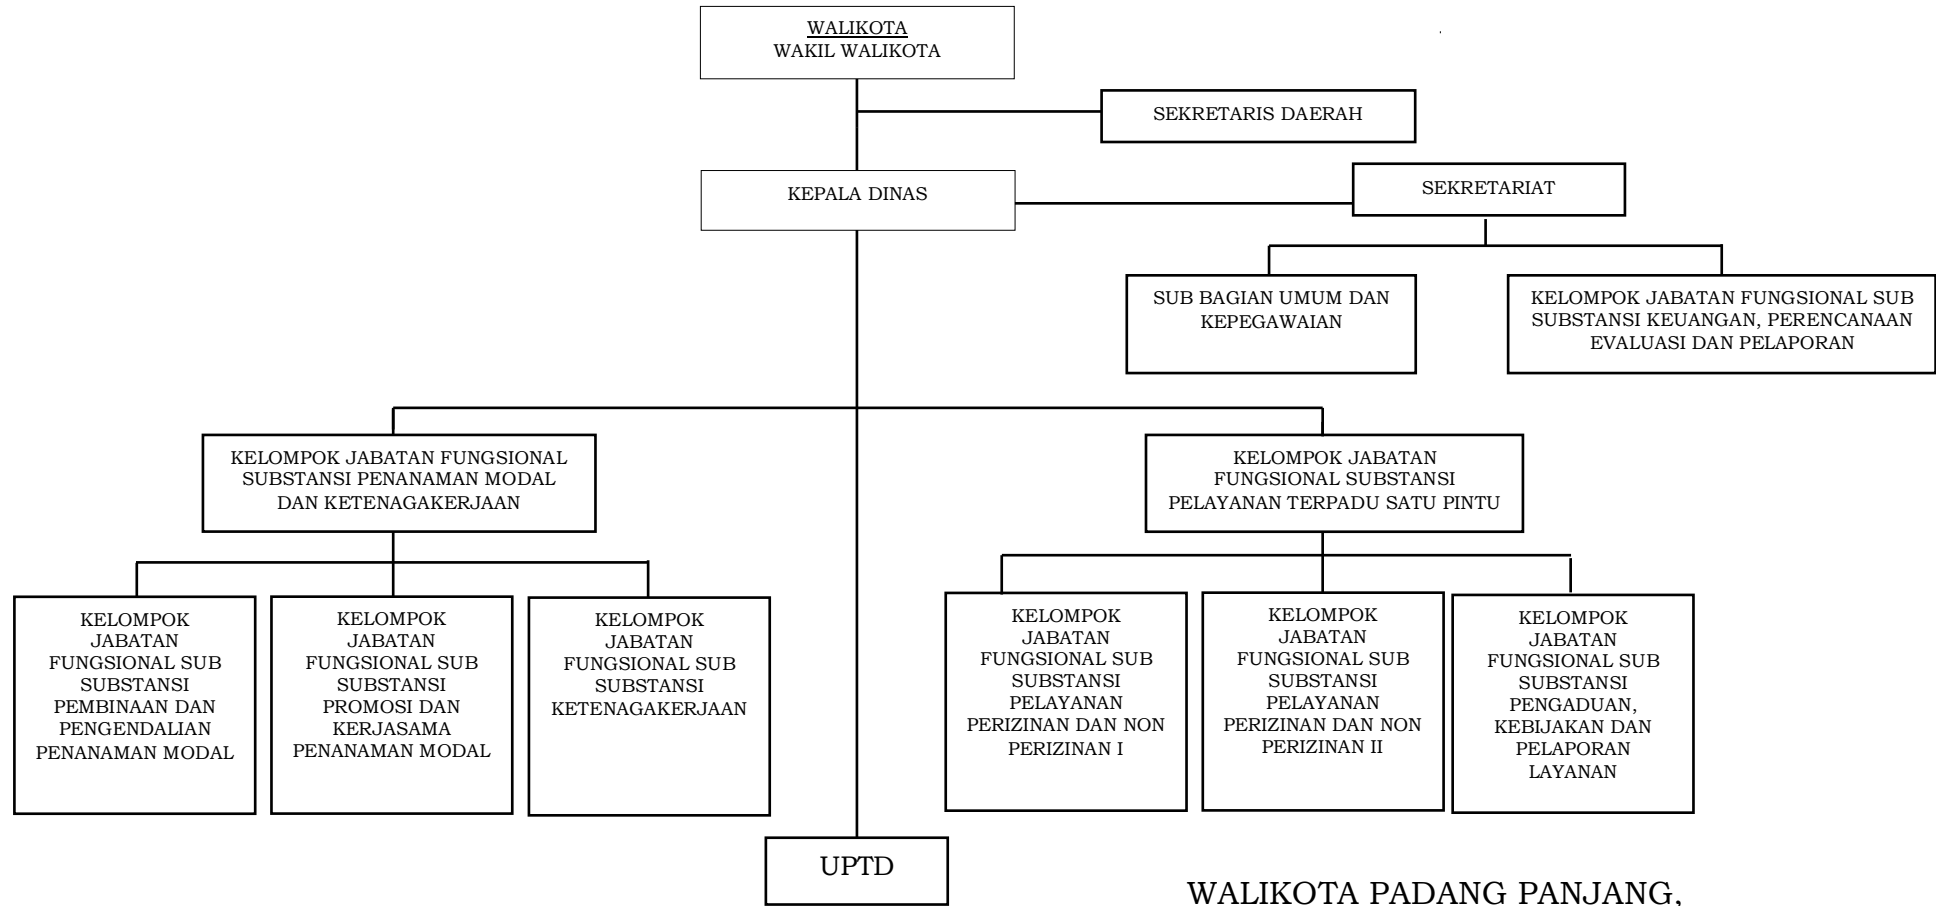 WALIKOTA
WAKIL WALIKOTA
SEKRETARIS DAERAH
KEPALA DINAS
SEKRETARIAT
SUB BAGIAN UMUM DAN
KEPEGAWAIAN
KELOMPOK JABATAN FUNGSIONAL SUB
SUBSTANSI KEUANGAN, PERENCANAAN
EVALUASI DAN PELAPORAN
KELOMPOK JABATAN FUNGSIONAL
SUBSTANSI PENANAMAN MODAL
DAN KETENAGAKERJAAN
KELOMPOK JABATAN
FUNGSIONAL SUBSTANSI
PELAYANAN TERPADU SATU PINTU
KELOMPOK
JABATAN
FUNGSIONAL SUB
SUBSTANSI
PEMBINAAN DAN
PENGENDALIAN
PENANAMAN MODAL
KELOMPOK
JABATAN
FUNGSIONAL SUB
SUBSTANSI
PROMOSI DAN
KERJASAMA
PENANAMAN MODAL
KELOMPOK
JABATAN
FUNGSIONAL SUB
SUBSTANSI
KETENAGAKERJAAN
KELOMPOK
JABATAN
FUNGSIONAL SUB
SUBSTANSI
PELAYANAN
PERIZINAN DAN NON
PERIZINAN I
KELOMPOK
JABATAN
FUNGSIONAL SUB
SUBSTANSI
PELAYANAN
PERIZINAN DAN NON
PERIZINAN II
KELOMPOK
JABATAN
FUNGSIONAL SUB
SUBSTANSI
PENGADUAN,
KEBIJAKAN DAN
PELAPORAN
LAYANAN
UPTD
WALIKOTA PADANG PANJANG,